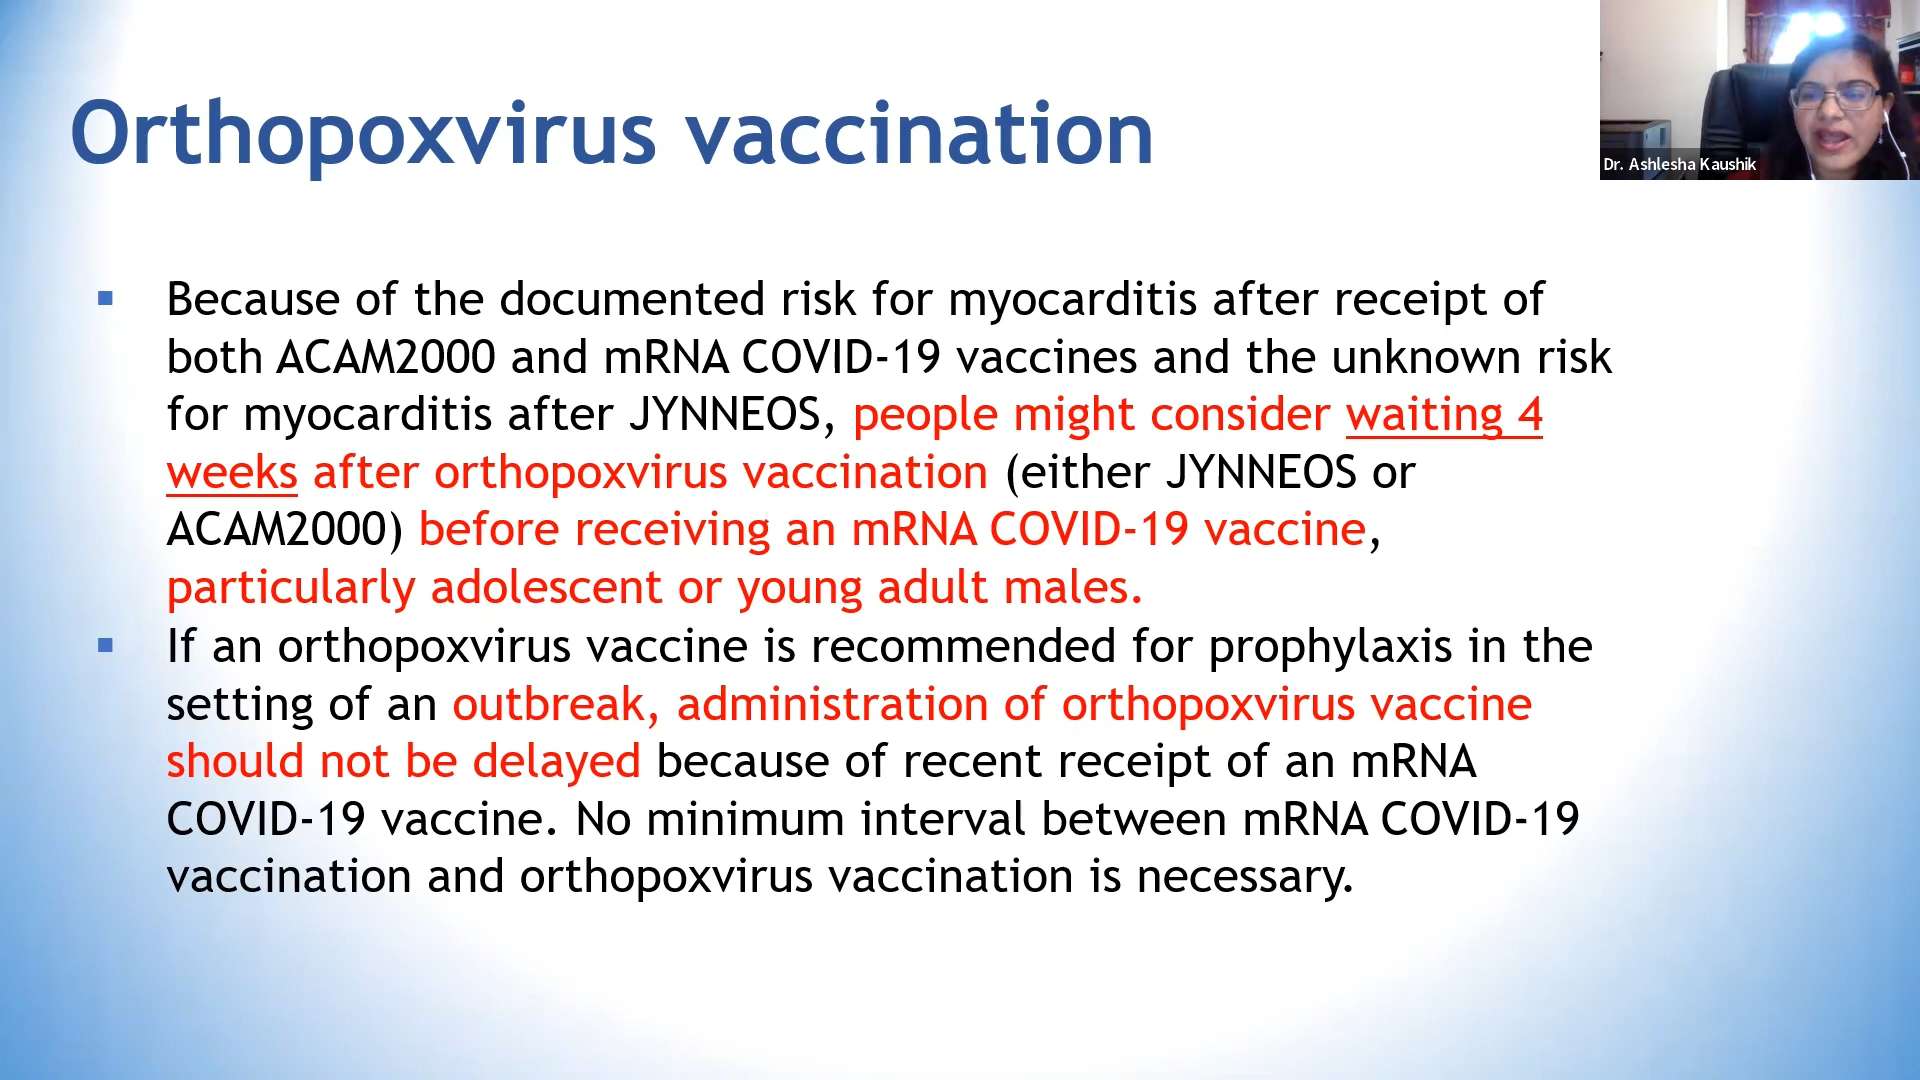 Orthopoxvirus vaccination
Dr. Ashlesha Kaushik
Because of the documented risk for myocarditis after receipt of
both ACAM2000 and mRNA COVID-19 vaccines and the unknown risk
for myocarditis after JYNNEOS, people might consider waiting 4
weeks after orthopoxvirus vaccination (either JYNNEOS or
ACAM2000) before receiving an mRNA COVID-19 vaccine,
particularly adolescent or young adult males.
If an orthopoxvirus vaccine is recommended for prophylaxis in the
setting of an outbreak, administration of orthopoxvirus vaccine
should not be delayed because of recent receipt of an mRNA
COVID-19 vaccine. No minimum interval between mRNA COVID-19
vaccination and orthopoxvirus vaccination is necessary.